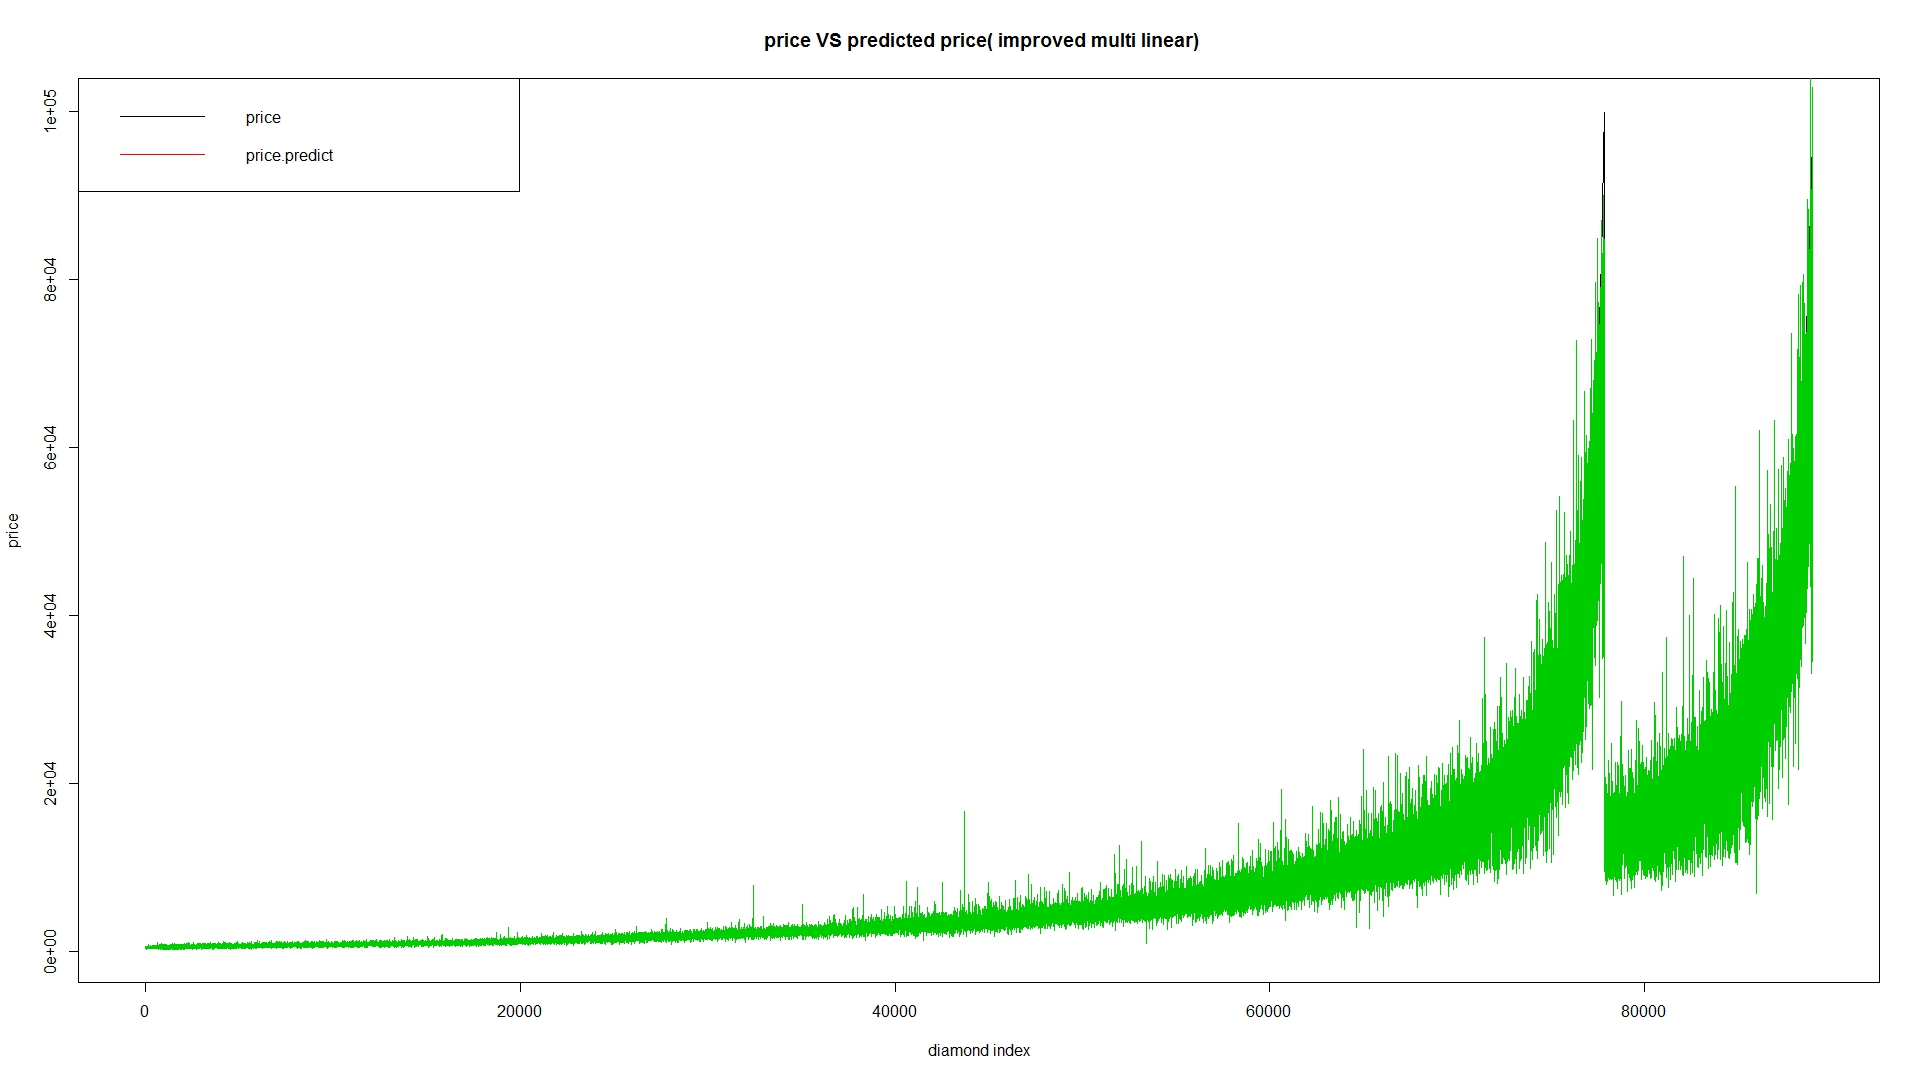 price VS predicted price( improved multi linear)
price
price.predict
1e+05
8e+04
6e+04
4e+04
2e+04
0e+00
price
0 20000 40000 60000 80000
diamond index